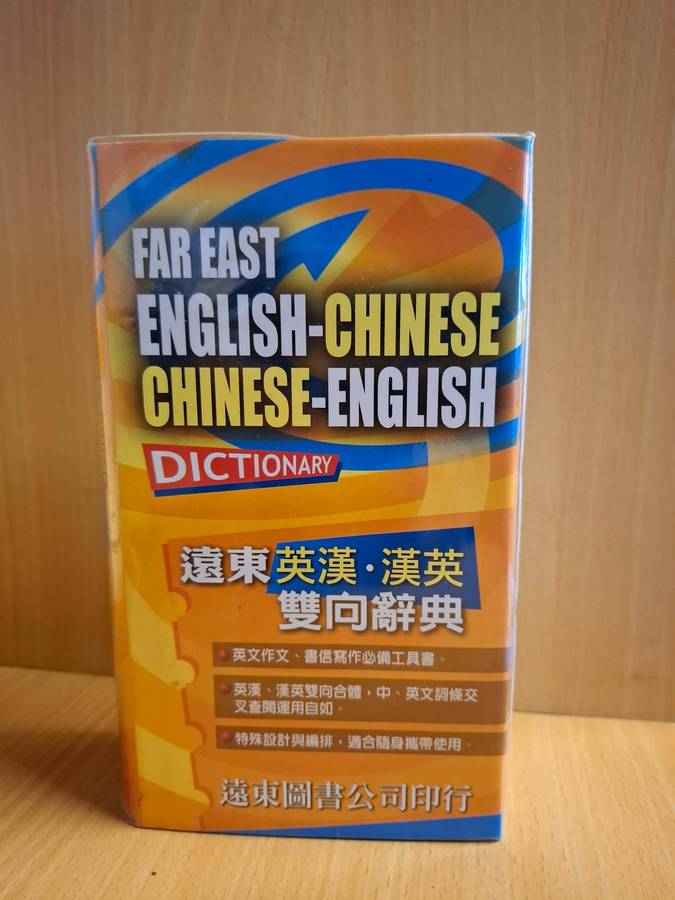 FAR EAST
ENGLISH-CHINESE
CHINESE-ENGLISH
DICTIONARY
遠東英漢·漢英
雙向辭典
英文作文、書信寫作必備工具書。
英漢、漢英雙向合體，中、英文詞條交
叉查閱運用自如。
特殊設計與編排，適合隨身攜帶使用。
遠東圖書公司印行